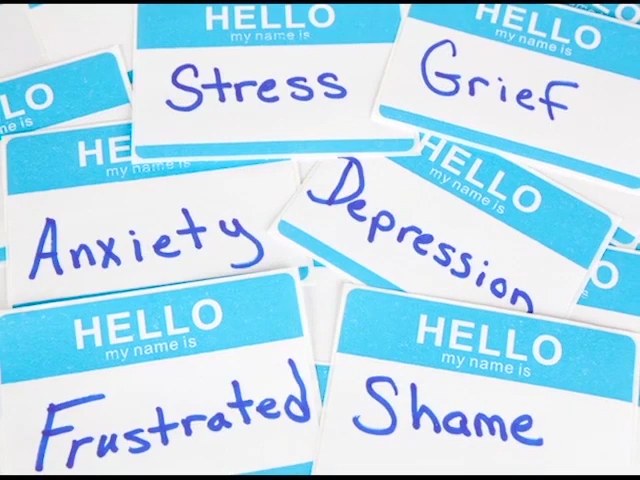 HELLO
my name is
Stress
HELLO
my name is
Grief
HELLO
my name is
Anxiety
HELLO
my name is
Depression
HELLO
my name is
Frustrated
HELLO
my name is
Shame